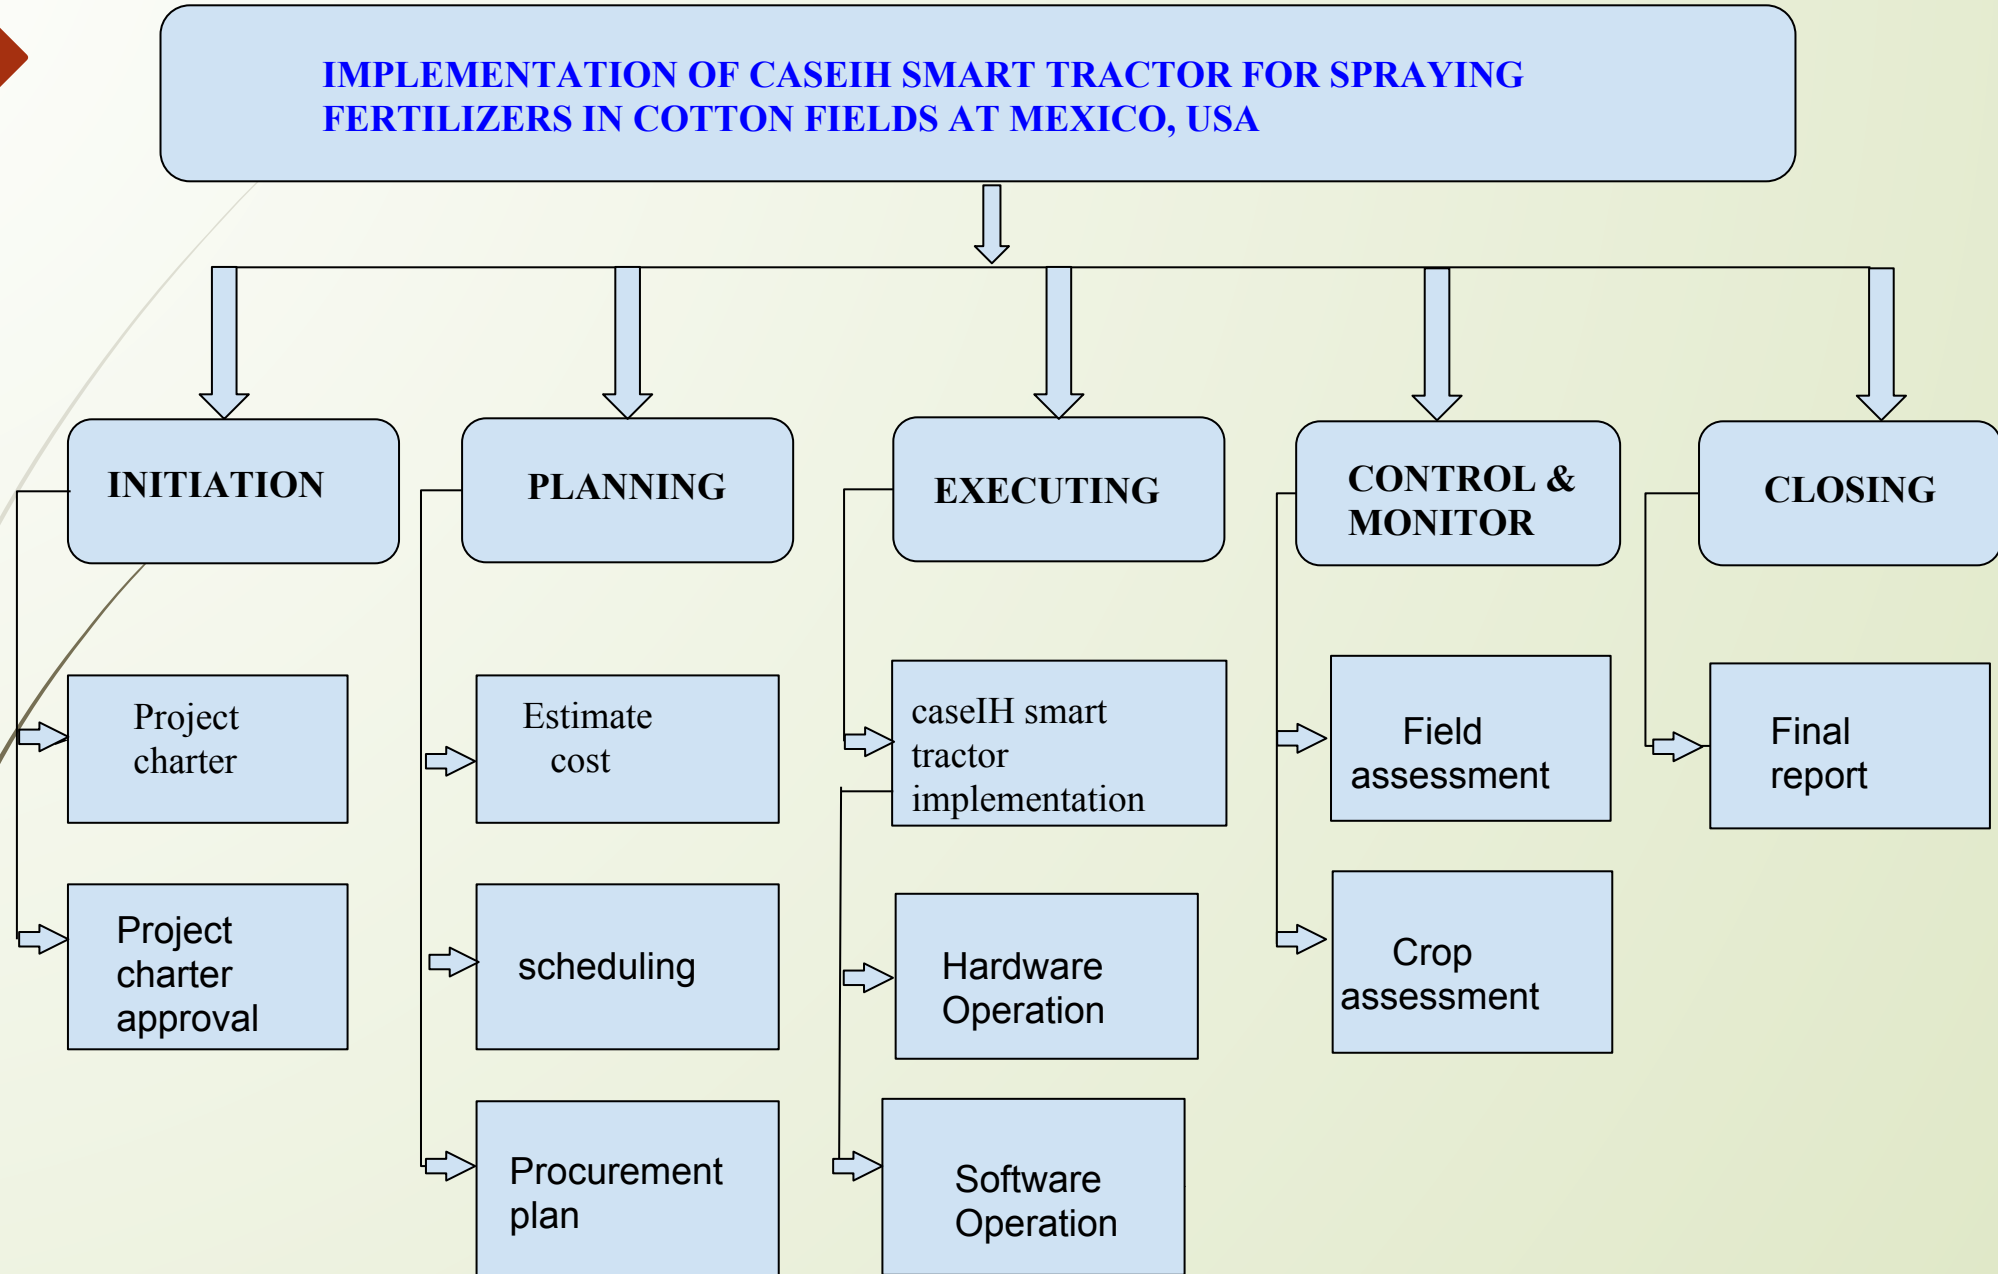 IMPLEMENTATION OF CASEIH SMART TRACTOR FOR SPRAYING
FERTILIZERS IN COTTON FIELDS AT MEXICO, USA
INITIATION
PLANNING
EXECUTING
CONTROL &
MONITOR
CLOSING
Project
charter
Project
charter
approval
Estimate
cost
scheduling
Procurement
plan
caseIH smart
tractor
implementation
Hardware
Operation
Software
Operation
Field
assessment
Crop
assessment
Final
report